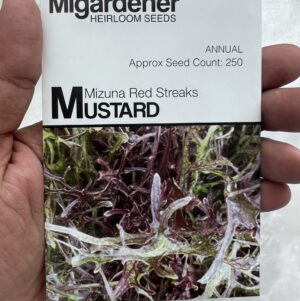 Migardener
HEIRLOOM SEEDS
ANNUAL
Approx Seed Count: 250
Mizuna Red Streaks
MUSTARD